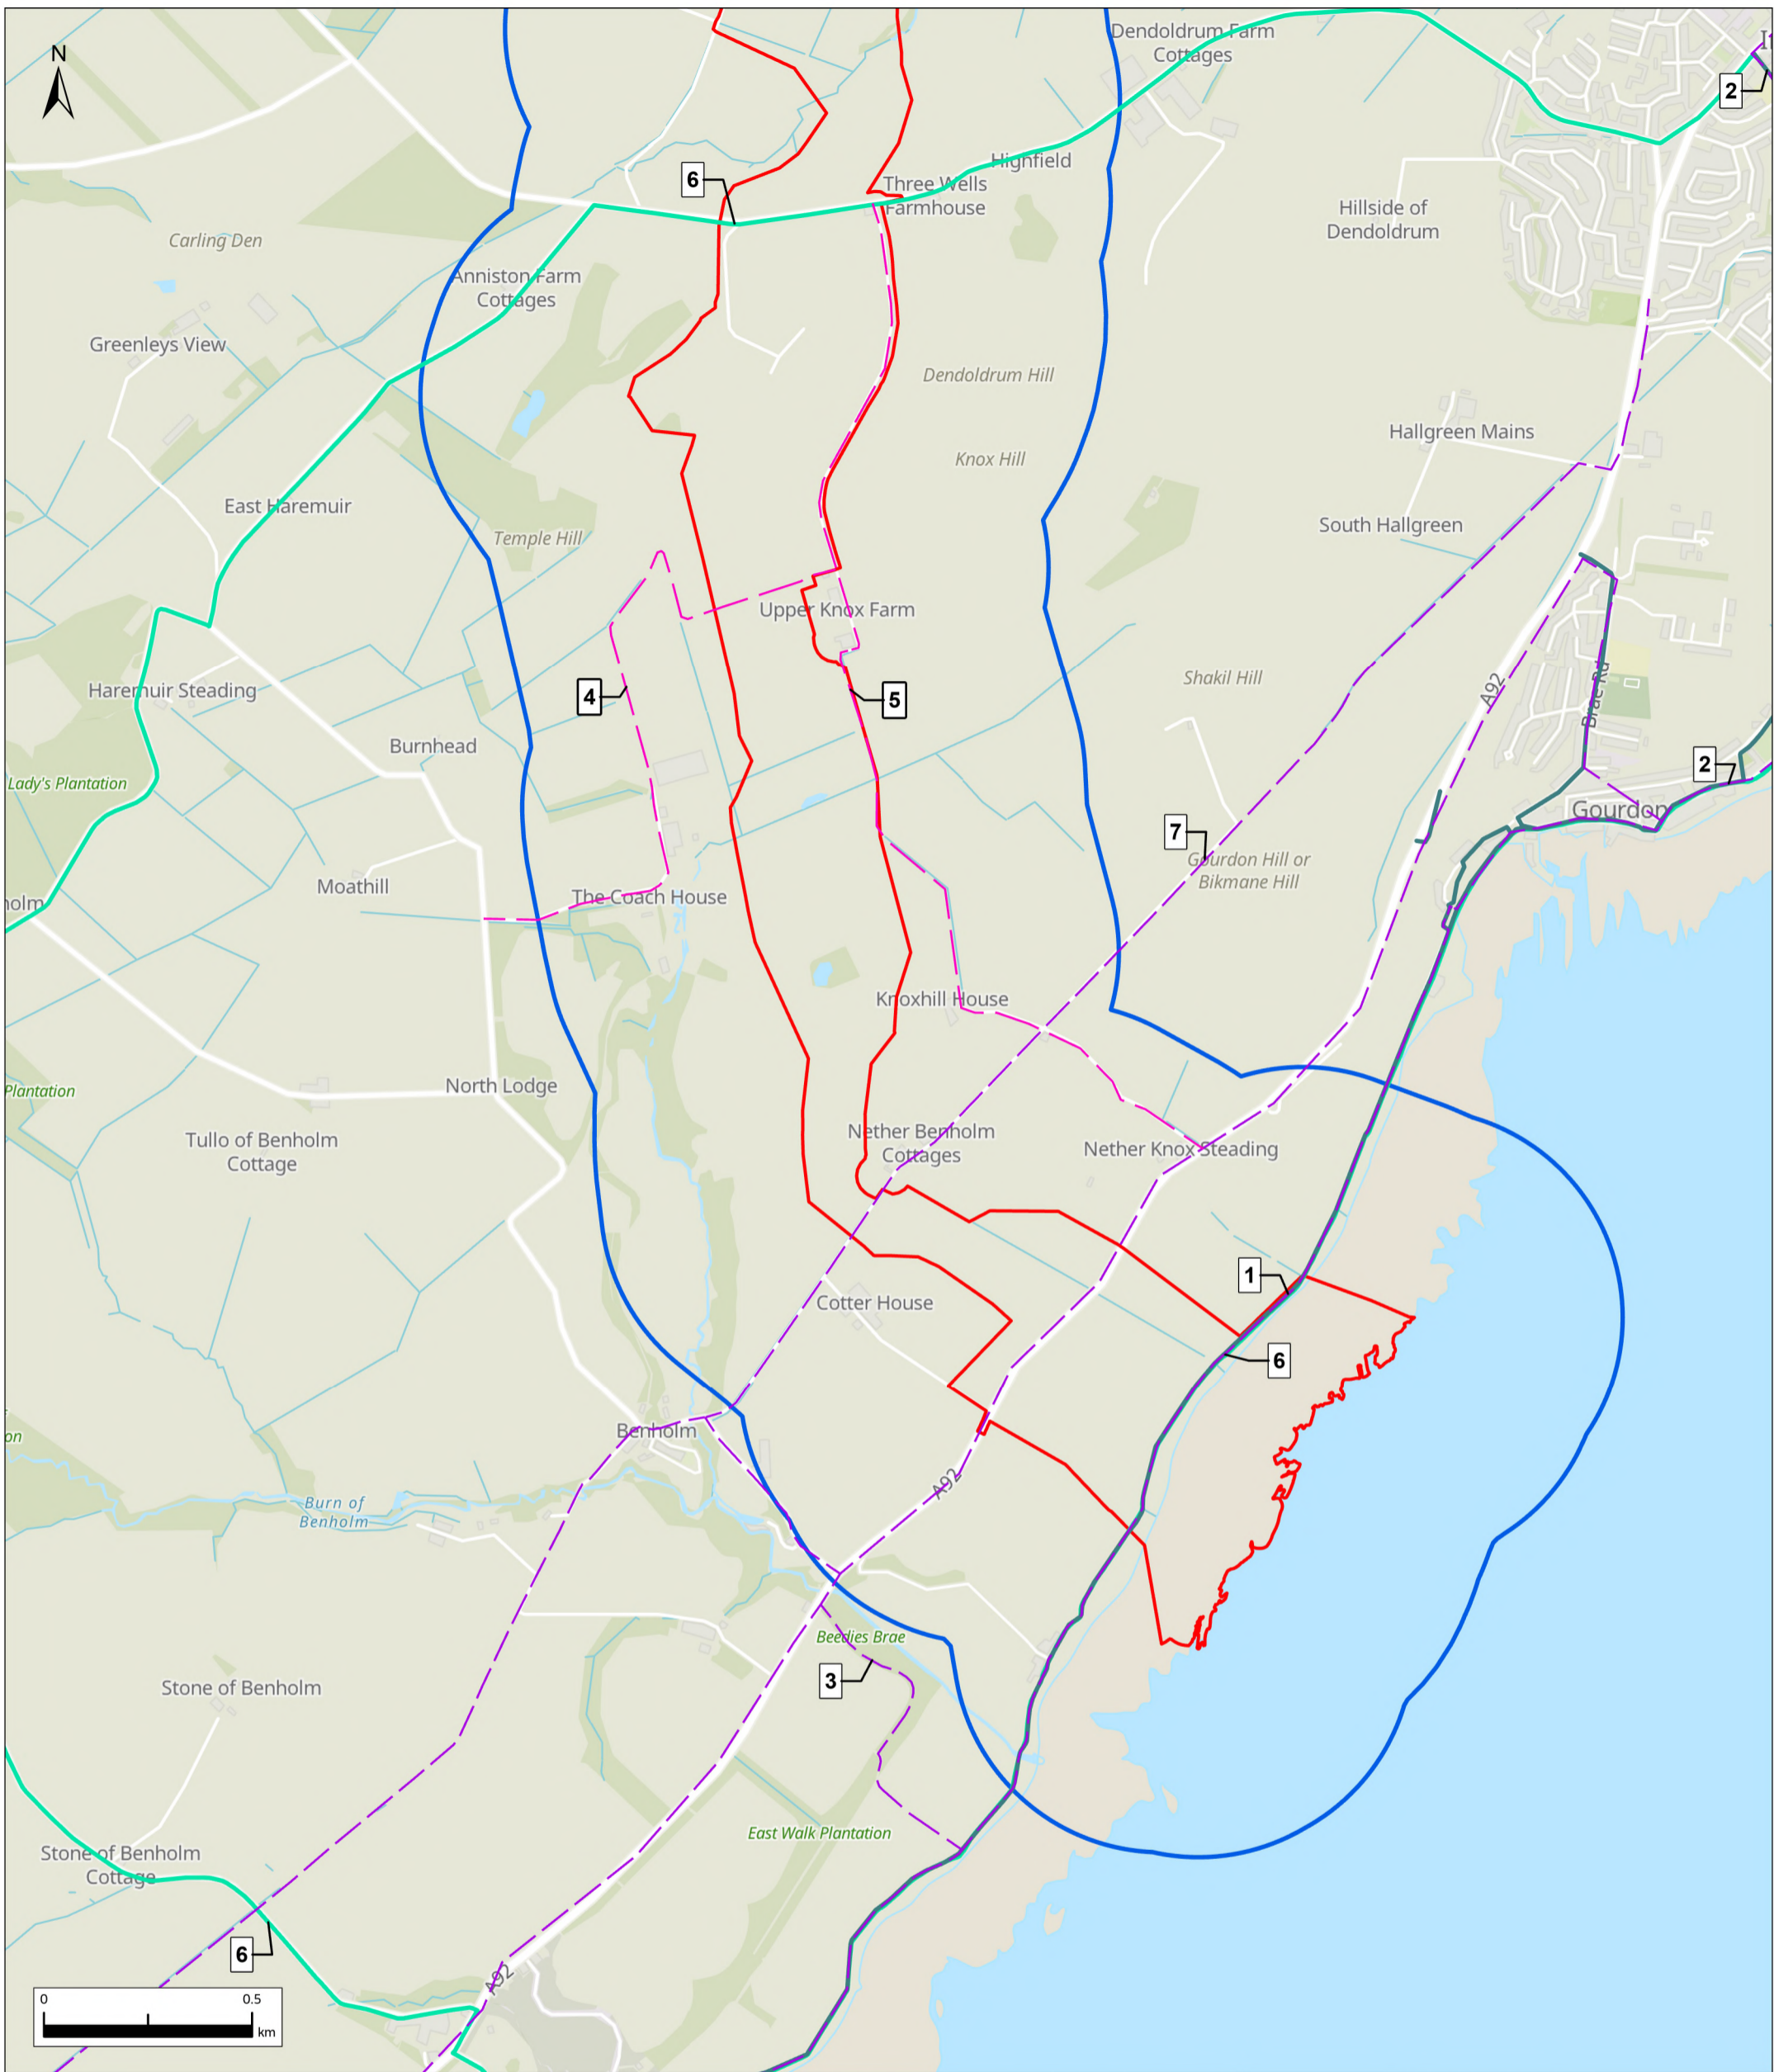 Dendoldrum Farm
Cottages
N
2
6
Highfield
Three Wells
Farmhouse
Hillside of
Dendoldrum
Carling Den
Anniston Farm
Cottages
Greenleys View
Dendoldrum Hill
Hallgreen Mains
Knox Hill
East Haremuir
South Hallgreen
Temple Hill
Upper Knox Farm
Shakil Hill
Haremuir Steading
4
5
A92
Brae Rd
Burnhead
2
Lady's Plantation
Gourdon
7
Gourdon Hill or
Bikmane Hill
Moathill
The Coach House
holm
Knoxhill House
North Lodge
Plantation
Tullo of Benholm
Cottage
Nether Benholm
Cottages
Nether Knox Steading
1
Cotter House
6
Benholm
on
A92
Burn of
Benholm
Beedies Brae
3
Stone of Benholm
East Walk Plantation
Stone of Benholm
Cottage
6
A92
0 0.5
km